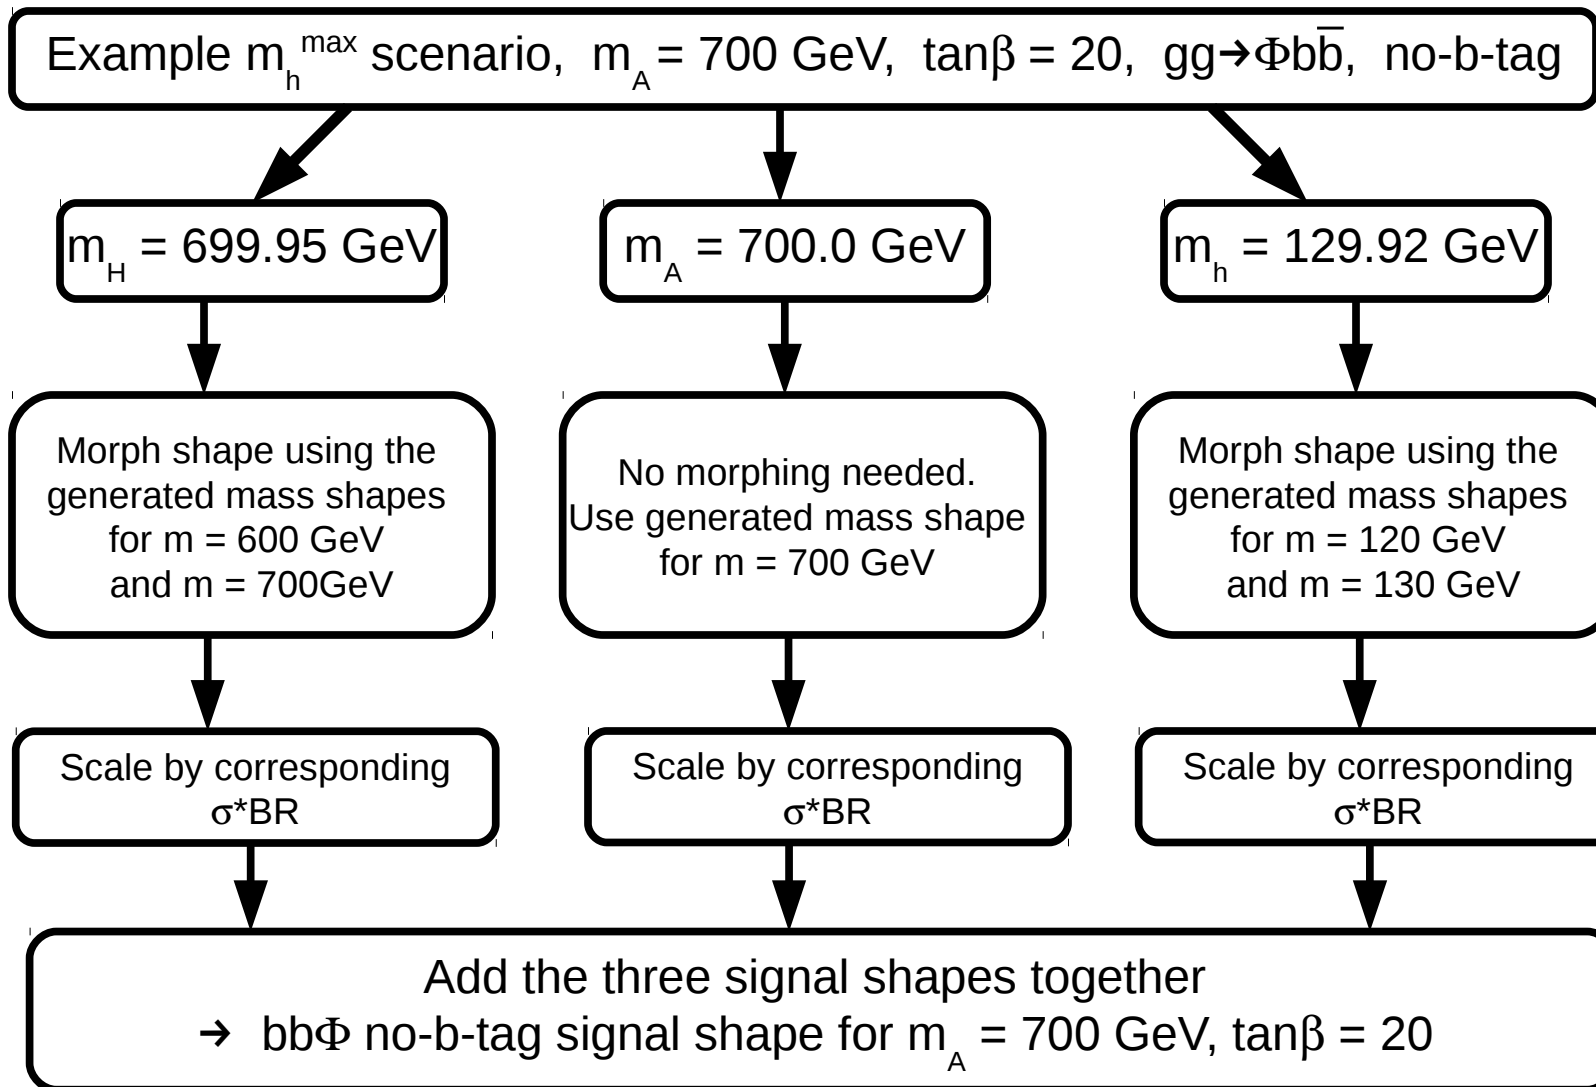 Example m_h^max scenario, m_A = 700 GeV, tanβ = 20, gg→Φbb̅, no-b-tag
m_H = 699.95 GeV
m_A = 700.0 GeV
m_h = 129.92 GeV
Morph shape using the
generated mass shapes
for m = 600 GeV
and m = 700GeV
No morphing needed.
Use generated mass shape
for m = 700 GeV
Morph shape using the
generated mass shapes
for m = 120 GeV
and m = 130 GeV
Scale by corresponding
σ*BR
Scale by corresponding
σ*BR
Scale by corresponding
σ*BR
Add the three signal shapes together
→ bbΦ no-b-tag signal shape for m_A = 700 GeV, tanβ = 20